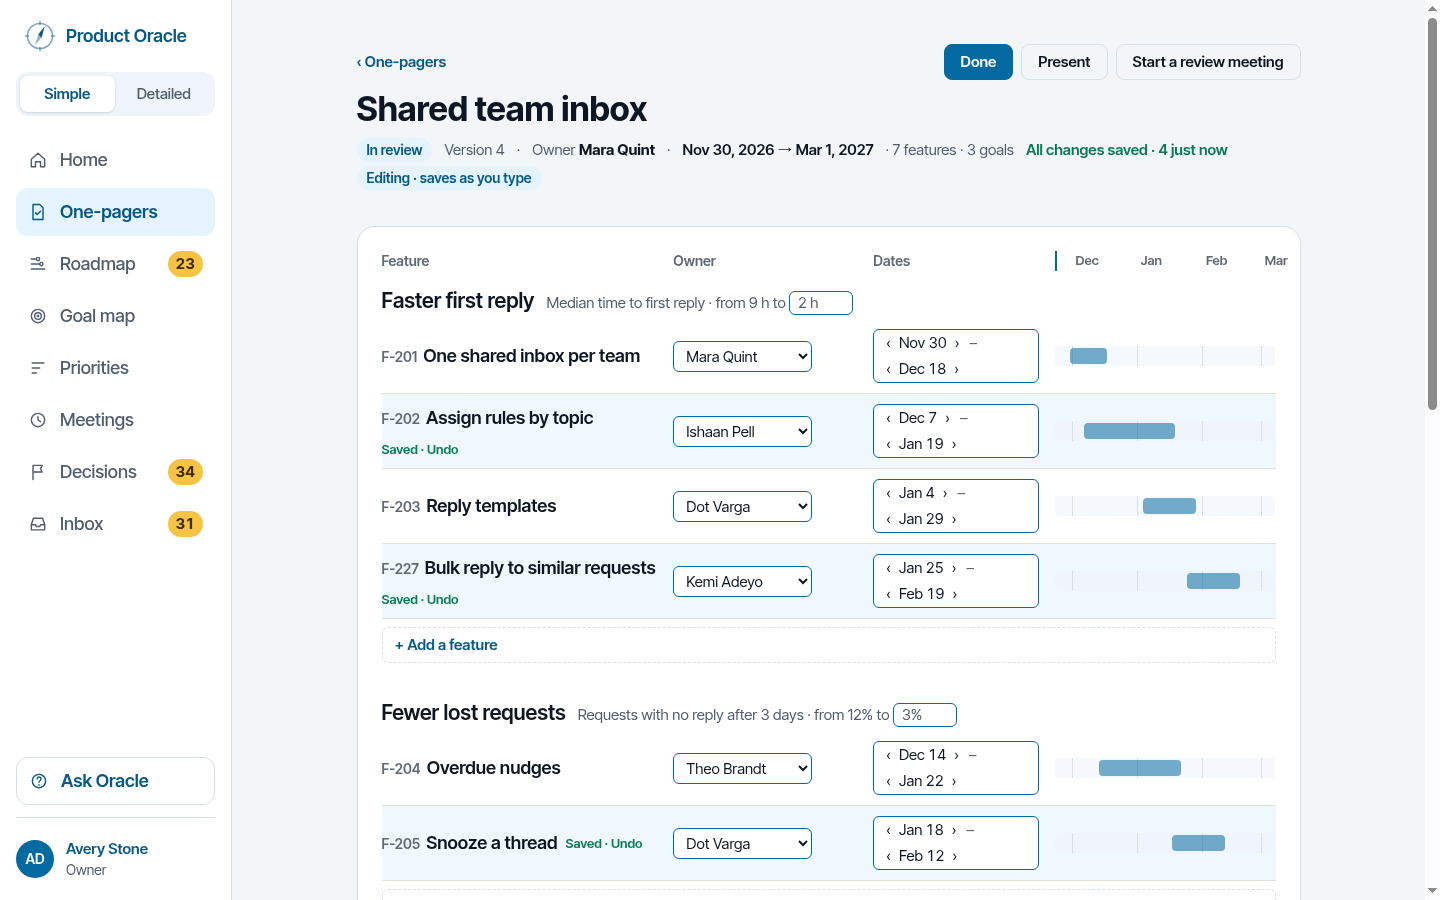 Product Oracle
Simple
Detailed
Home
One-pagers
Roadmap 23
Goal map
Priorities
Meetings
Decisions 34
Inbox 31
Ask Oracle
AD
Avery Stone
Owner
‹ One-pagers
Done
Present
Start a review meeting
Shared team inbox
In review Version 4 · Owner Mara Quint · Nov 30, 2026 → Mar 1, 2027 · 7 features · 3 goals All changes saved · 4 just now
Editing · saves as you type
Feature Owner Dates Dec Jan Feb Mar
Faster first reply Median time to first reply · from 9 h to 2 h
F-201 One shared inbox per team Mara Quint
‹ Nov 30 › –
‹ Dec 18 ›
F-202 Assign rules by topic
Saved · Undo
Ishaan Pell
‹ Dec 7 › –
‹ Jan 19 ›
F-203 Reply templates Dot Varga
‹ Jan 4 › –
‹ Jan 29 ›
F-227 Bulk reply to similar requests
Saved · Undo
Kemi Adeyo
‹ Jan 25 › –
‹ Feb 19 ›
+ Add a feature
Fewer lost requests Requests with no reply after 3 days · from 12% to 3%
F-204 Overdue nudges Theo Brandt
‹ Dec 14 › –
‹ Jan 22 ›
F-205 Snooze a thread Saved · Undo Dot Varga
‹ Jan 18 › –
‹ Feb 12 ›